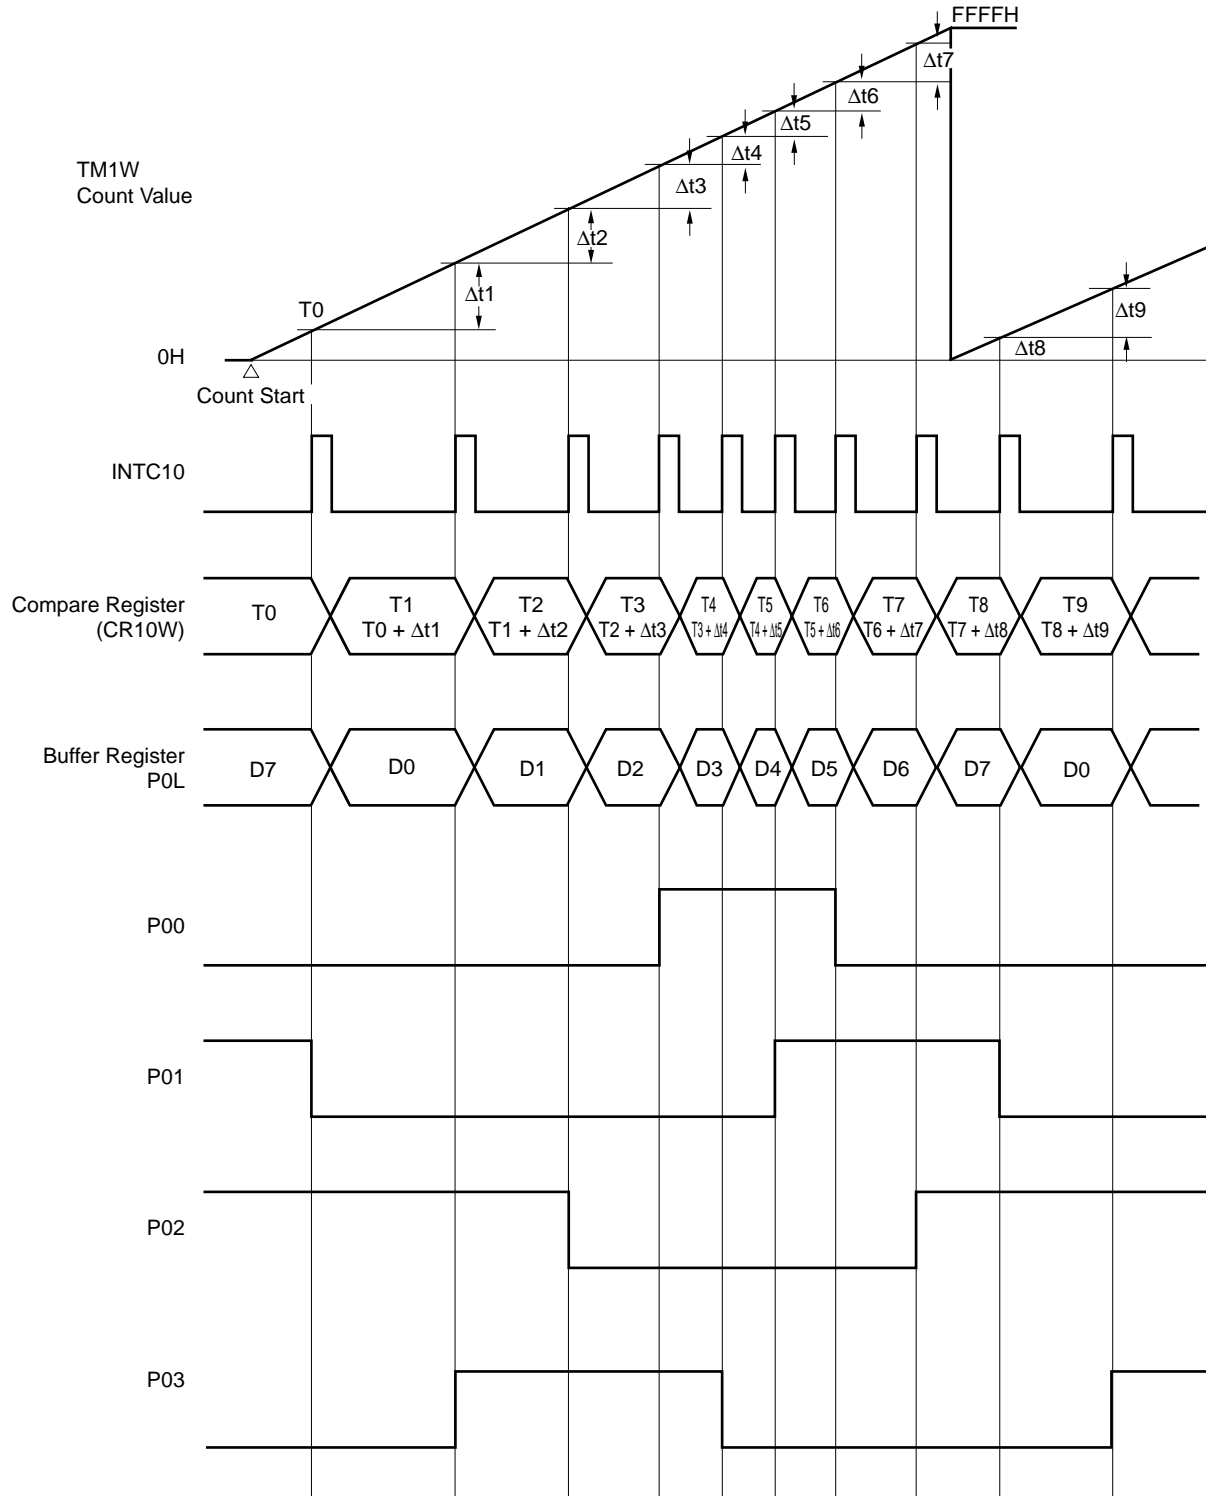 FFFFH
Δt7
Δt6
Δt5
Δt4
Δt3
Δt2
Δt1
TM1W
Count Value
T0
Δt9
Δt8
0H
Count Start
INTC10
Compare Register
(CR10W)
T0
T1
T0 + Δt1
T2
T1 + Δt2
T3
T2 + Δt3
T4
T3 + Δt4
T5
T4 + Δt5
T6
T5 + Δt6
T7
T6 + Δt7
T8
T7 + Δt8
T9
T8 + Δt9
Buffer Register
P0L
D7
D0
D1
D2
D3
D4
D5
D6
D7
D0
P00
P01
P02
P03